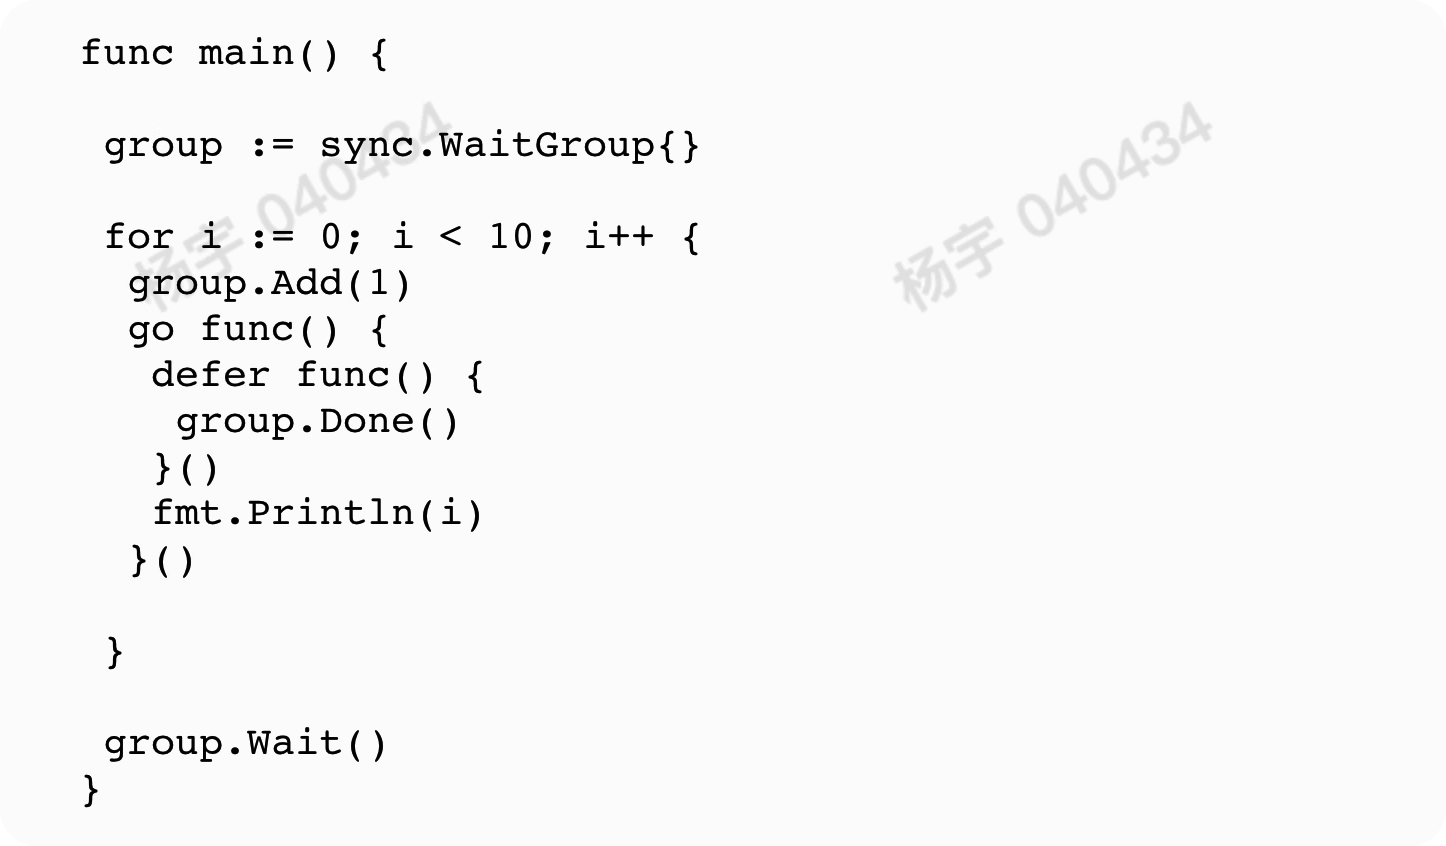 func main() {
group := sync.WaitGroup{}
for i := 0; i < 10; i++ {
group.Add(1)
go func() {
defer func() {
group.Done()
}()
fmt.Println(i)
}()
}
group.Wait()
}
杨宇 040434
杨宇 040434